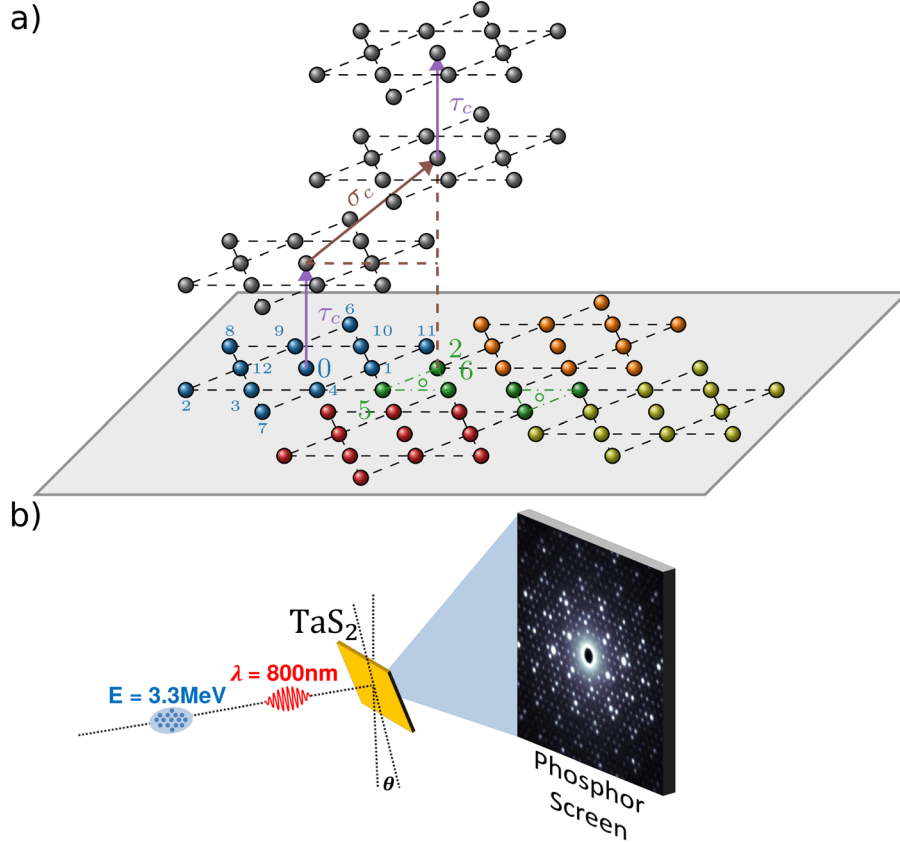 a)
τc
σc
τc
6
8
9
10
11
2
12
0
1
6
2
3
4
5
7
b)
TaS2
λ = 800nm
E = 3.3MeV
θ
Phosphor
Screen